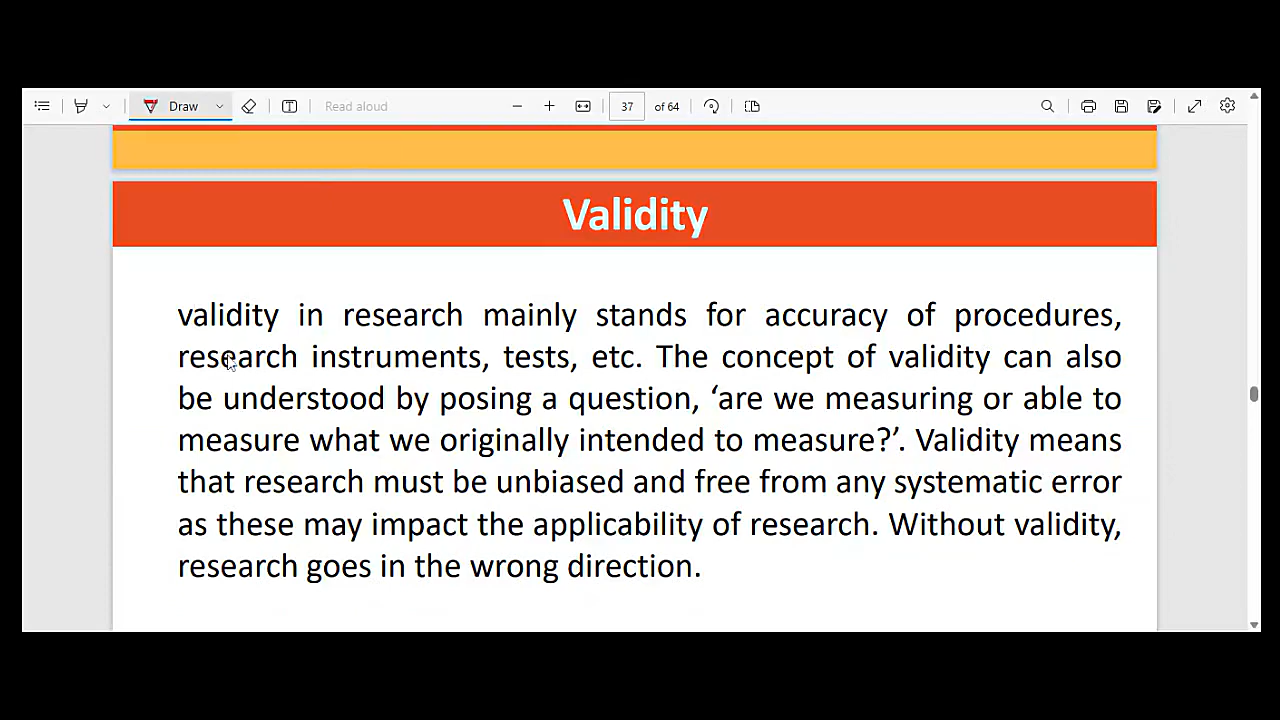 Draw
Read aloud
37 of 64
Validity
validity in research mainly stands for accuracy of procedures,
research instruments, tests, etc. The concept of validity can also
be understood by posing a question, ‘are we measuring or able to
measure what we originally intended to measure?’. Validity means
that research must be unbiased and free from any systematic error
as these may impact the applicability of research. Without validity,
research goes in the wrong direction.